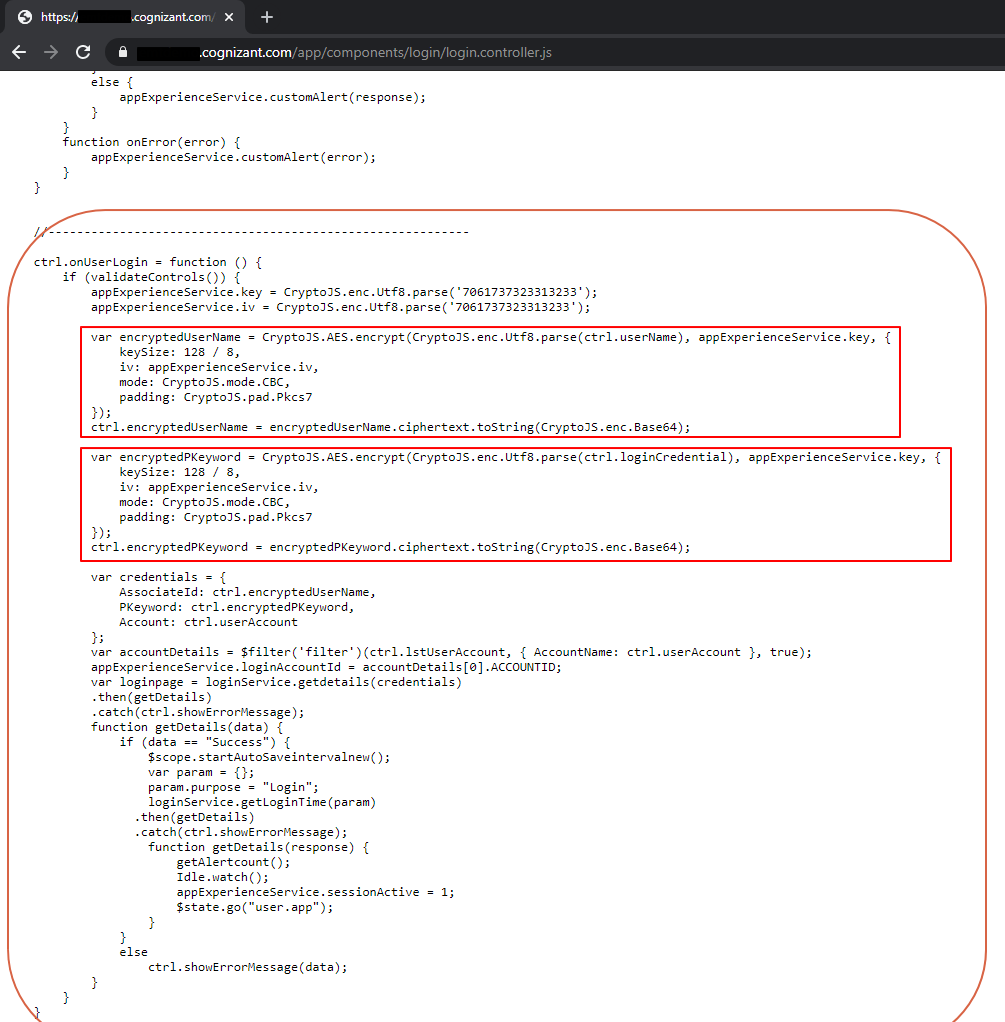 https://.cognizant.com/
.cognizant.com/app/components/login/login.controller.js
}
else {
appExperienceService.customAlert(response);
}
}
function onError(error) {
appExperienceService.customAlert(error);
}
}
//-----------------------------------------------------------
ctrl.onUserLogin = function () {
if (validateControls()) {
appExperienceService.key = CryptoJS.enc.Utf8.parse('7061737323313233');
appExperienceService.iv = CryptoJS.enc.Utf8.parse('7061737323313233');
var encryptedUserName = CryptoJS.AES.encrypt(CryptoJS.enc.Utf8.parse(ctrl.userName), appExperienceService.key, {
keySize: 128 / 8,
iv: appExperienceService.iv,
mode: CryptoJS.mode.CBC,
padding: CryptoJS.pad.Pkcs7
});
ctrl.encryptedUserName = encryptedUserName.ciphertext.toString(CryptoJS.enc.Base64);
var encryptedPKeyword = CryptoJS.AES.encrypt(CryptoJS.enc.Utf8.parse(ctrl.loginCredential), appExperienceService.key, {
keySize: 128 / 8,
iv: appExperienceService.iv,
mode: CryptoJS.mode.CBC,
padding: CryptoJS.pad.Pkcs7
});
ctrl.encryptedPKeyword = encryptedPKeyword.ciphertext.toString(CryptoJS.enc.Base64);
var credentials = {
AssociateId: ctrl.encryptedUserName,
PKeyword: ctrl.encryptedPKeyword,
Account: ctrl.userAccount
};
var accountDetails = $filter('filter')(ctrl.lstUserAccount, { AccountName: ctrl.userAccount }, true);
appExperienceService.loginAccountId = accountDetails[0].ACCOUNTID;
var loginpage = loginService.getdetails(credentials)
.then(getDetails)
.catch(ctrl.showErrorMessage);
function getDetails(data) {
if (data == "Success") {
$scope.startAutoSaveintervalnew();
var param = {};
param.purpose = "Login";
loginService.getLoginTime(param)
.then(getDetails)
.catch(ctrl.showErrorMessage);
function getDetails(response) {
getAlertcount();
Idle.watch();
appExperienceService.sessionActive = 1;
$state.go("user.app");
}
}
else
ctrl.showErrorMessage(data);
}
}
}